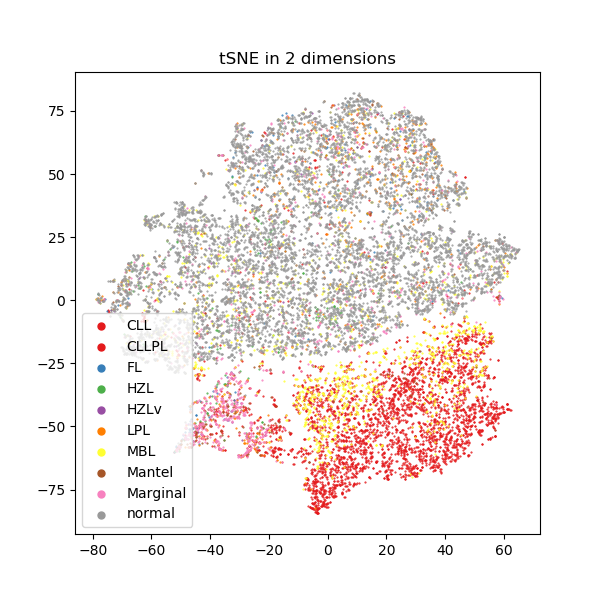 tSNE in 2 dimensions
75
50
25
0
−25
−50
−75
CLL
CLLPL
FL
HZL
HZLv
LPL
MBL
Mantel
Marginal
normal
−80 −60 −40 −20 0 20 40 60